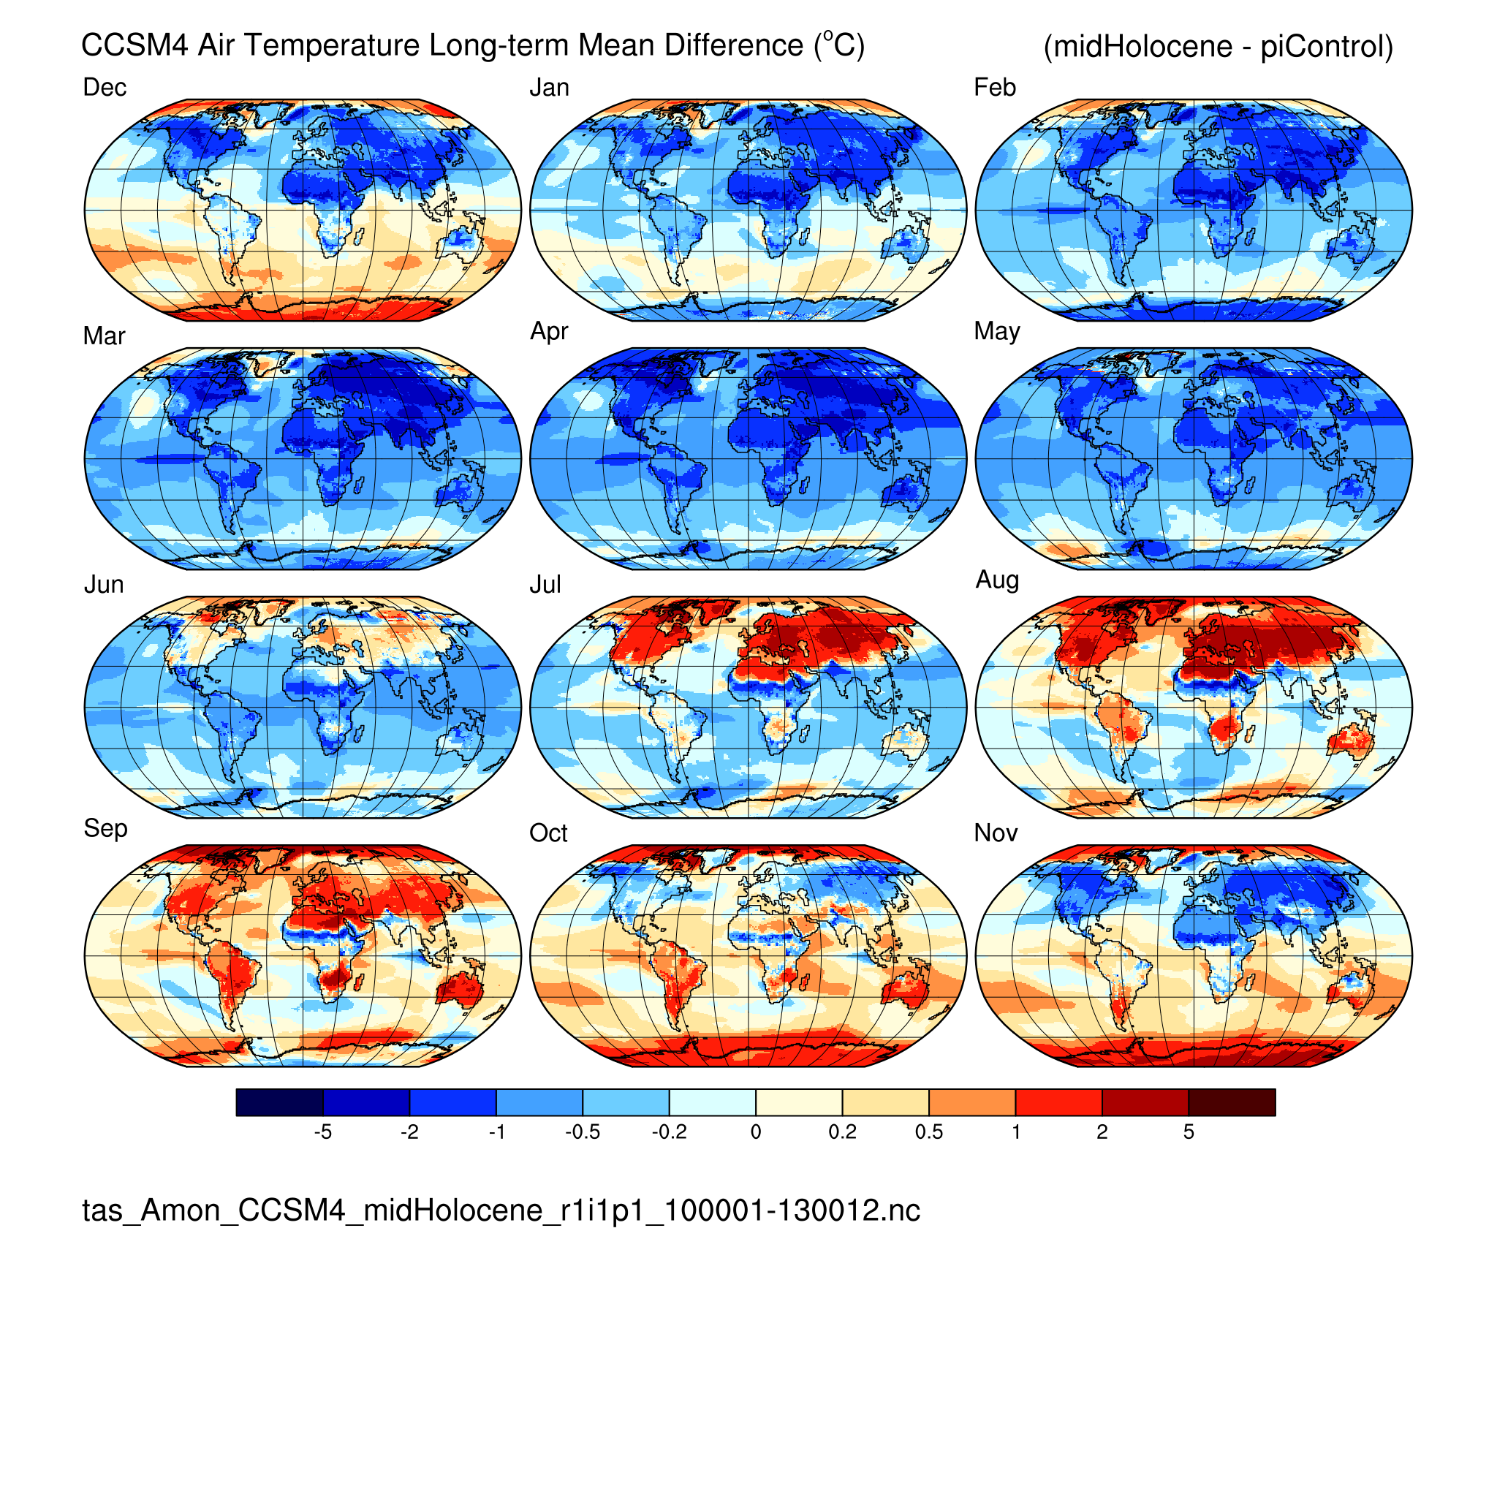 CCSM4 Air Temperature Long-term Mean Difference (°C) (midHolocene - piControl)
Dec Jan Feb
Mar Apr May
Jun Jul Aug
Sep Oct Nov
-5 -2 -1 -0.5 -0.2 0 0.2 0.5 1 2 5
tas_Amon_CCSM4_midHolocene_r1i1p1_100001-130012.nc